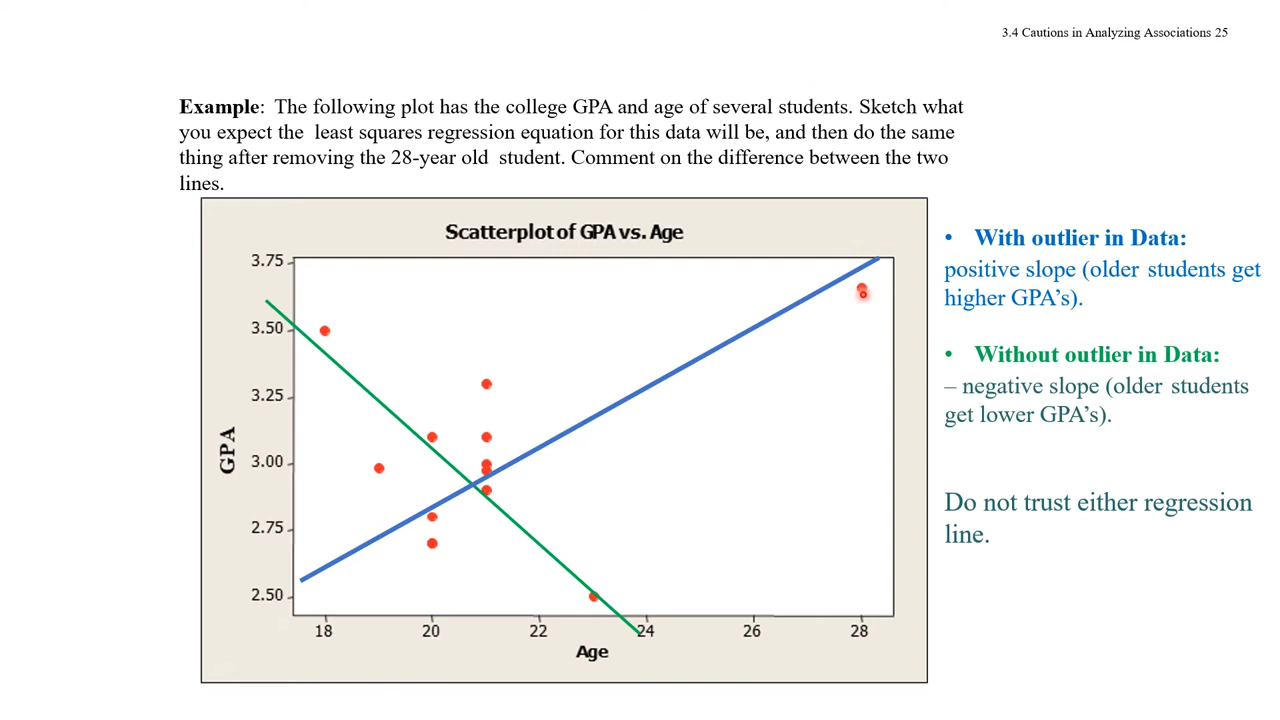 3.4 Cautions in Analyzing Associations 25
Example: The following plot has the college GPA and age of several students. Sketch what
you expect the least squares regression equation for this data will be, and then do the same
thing after removing the 28-year old student. Comment on the difference between the two
lines.
Scatterplot of GPA vs. Age
3.75
3.50
3.25
3.00
2.75
2.50
GPA
18 20 22 24 26 28
Age
• With outlier in Data:
positive slope (older students get
higher GPA’s).
• Without outlier in Data:
– negative slope (older students
get lower GPA’s).
Do not trust either regression
line.